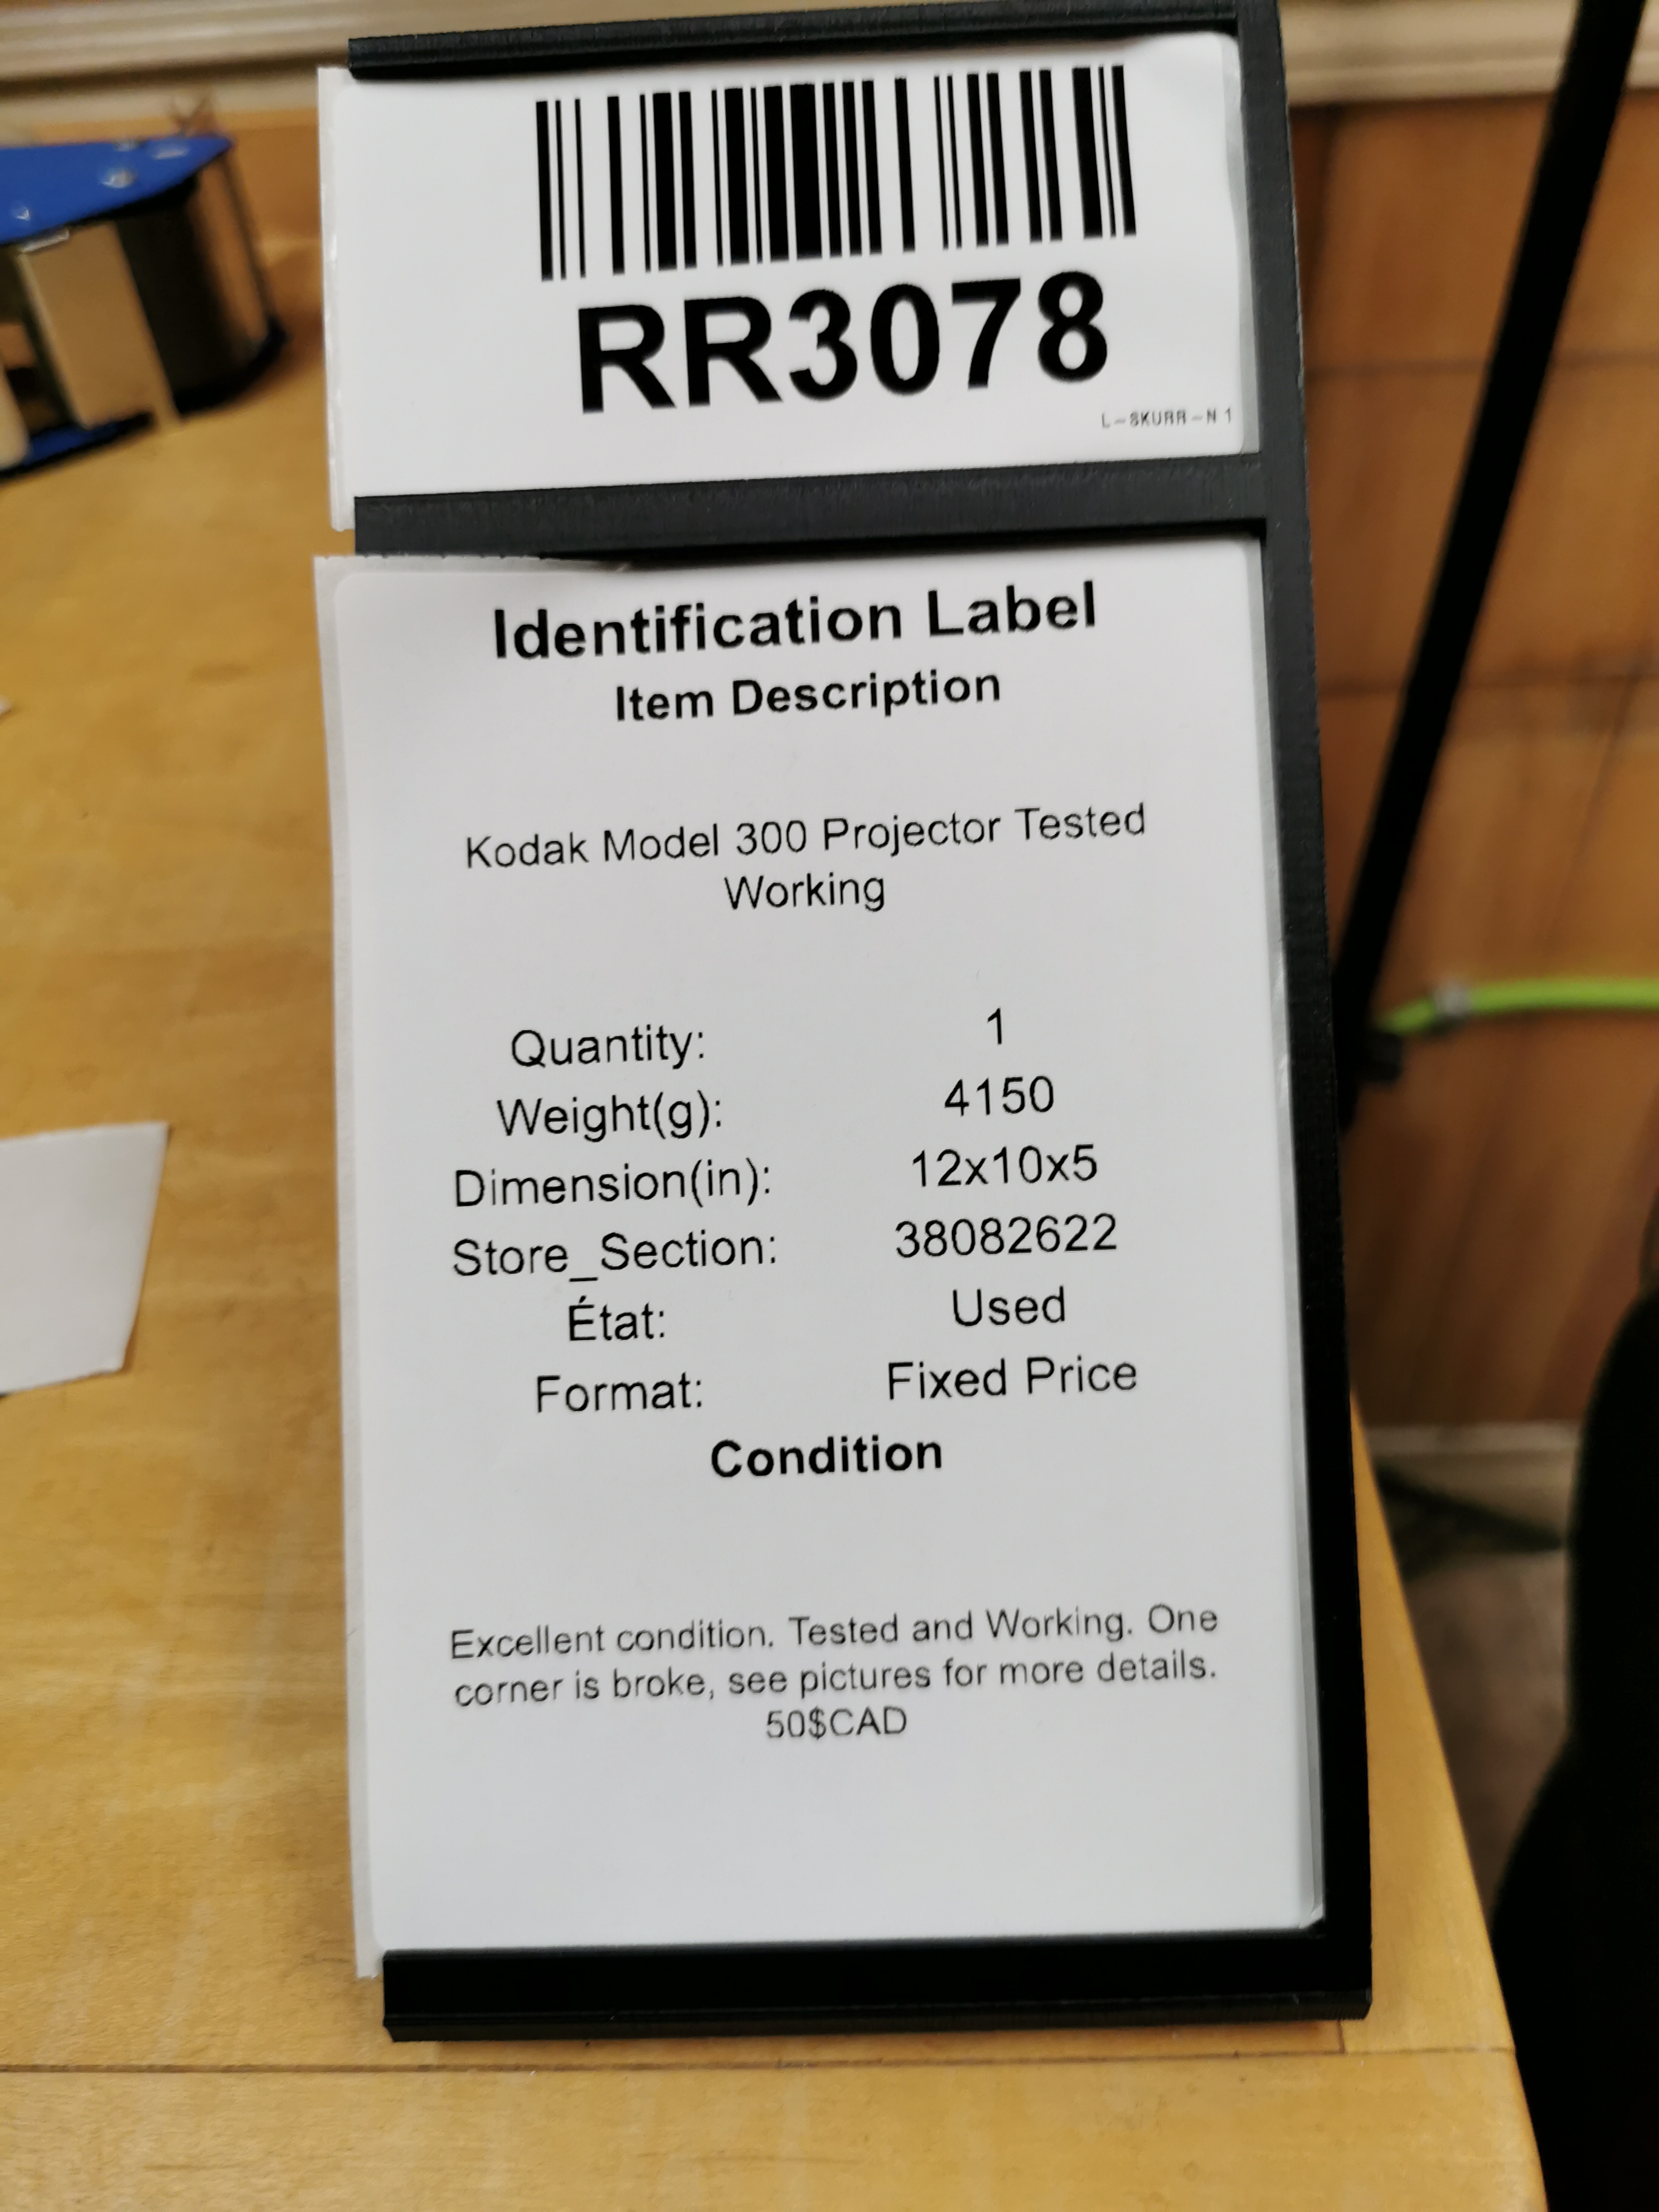 RR3078
L-SKURR-N 1
Identification Label
Item Description
Kodak Model 300 Projector Tested
Working
Quantity: 1
Weight(g): 4150
Dimension(in): 12x10x5
Store_Section: 38082622
État: Used
Format: Fixed Price
Condition
Excellent condition. Tested and Working. One
corner is broke, see pictures for more details.
50$CAD